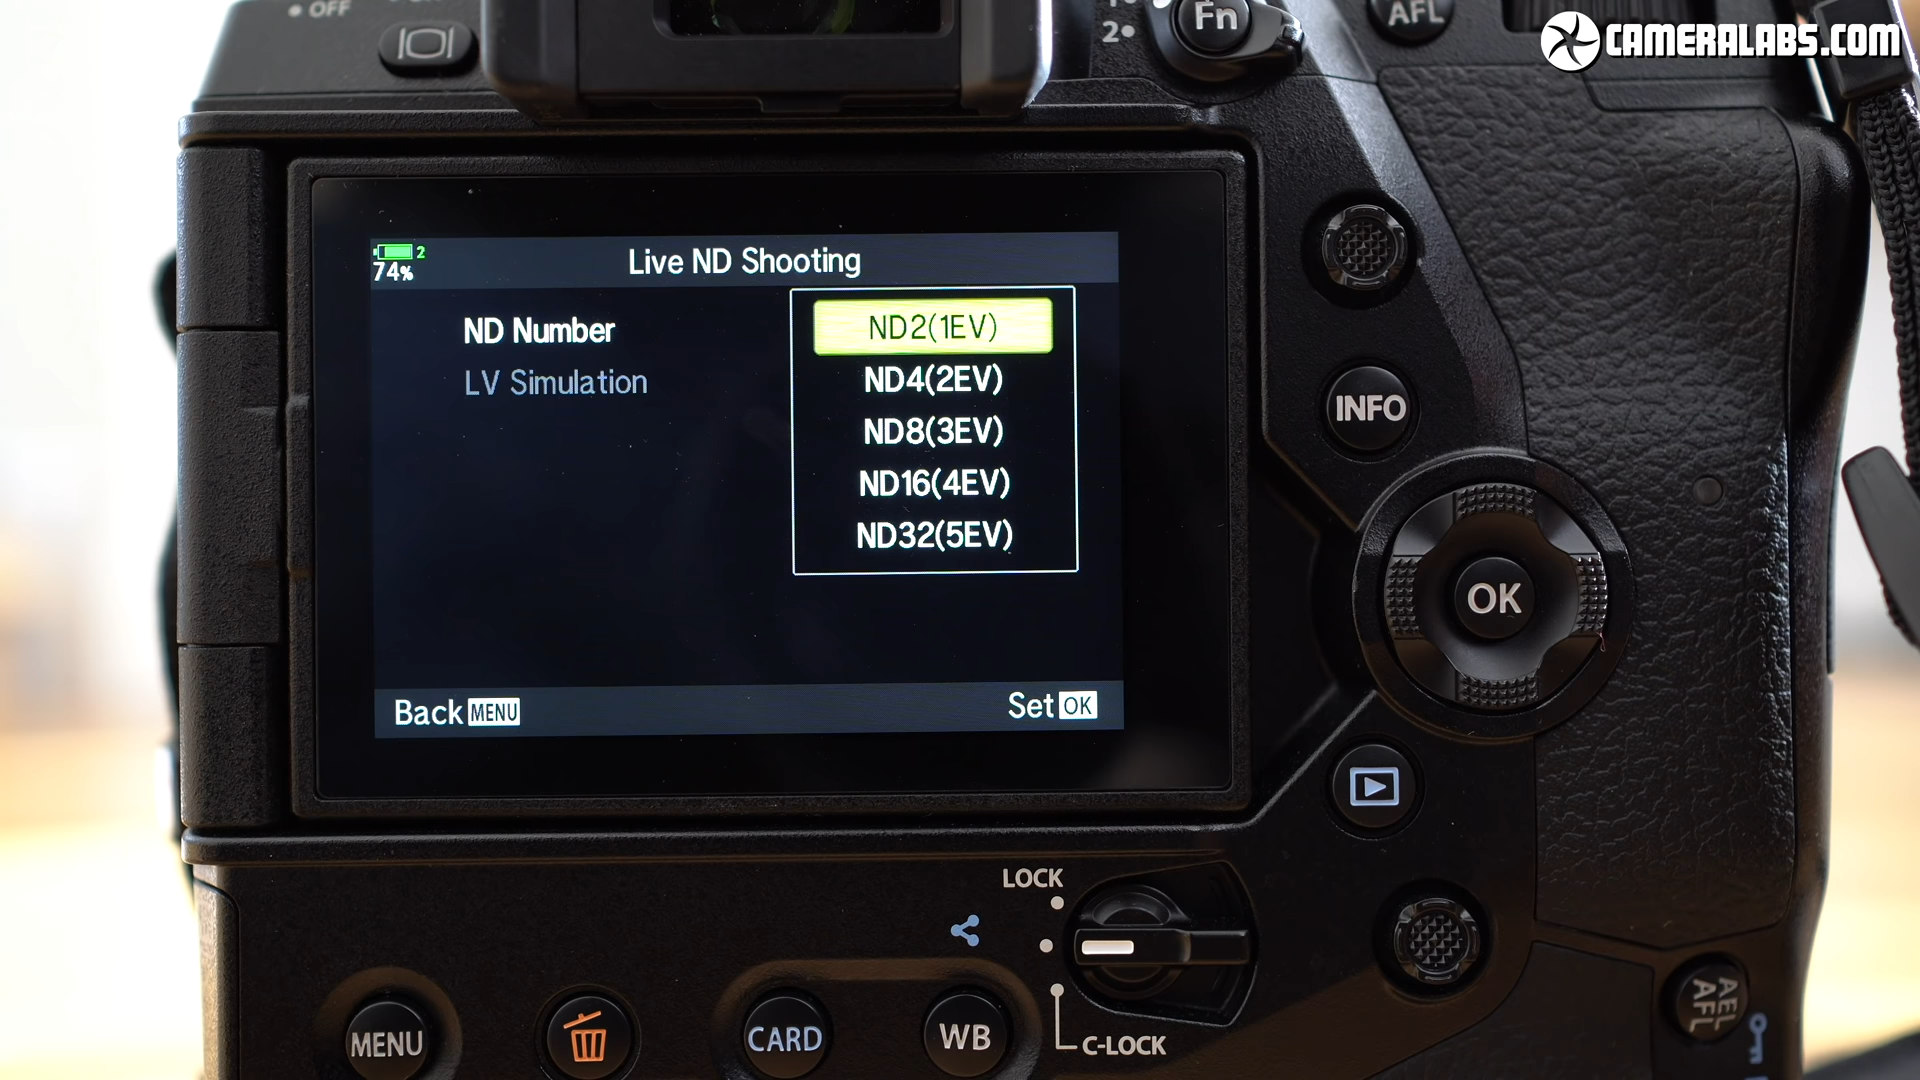 OFF
Fn
2
AFL
CAMERALABS.COM
2
74%
Live ND Shooting
ND Number
ND2(1EV)
LV Simulation
ND4(2EV)
ND8(3EV)
ND16(4EV)
ND32(5EV)
Back MENU
Set OK
INFO
OK
LOCK
C-LOCK
MENU
CARD
WB
AEL
AFL